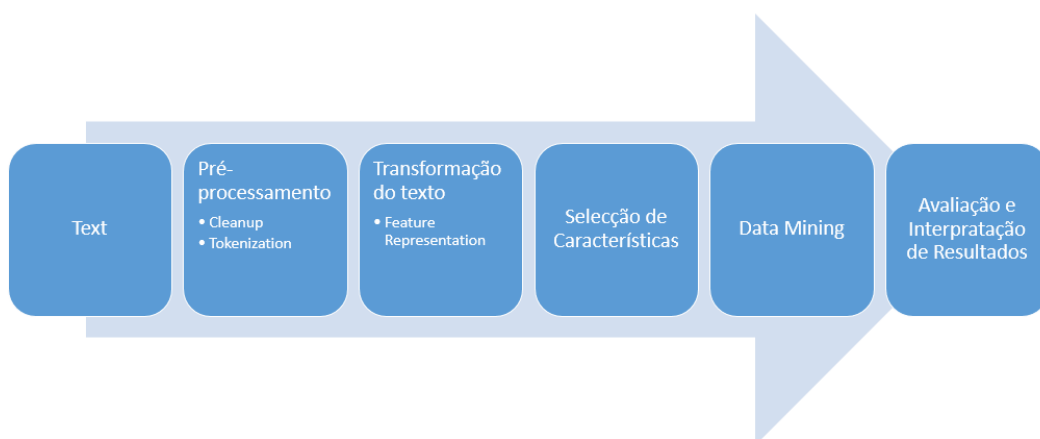 Text
Pré-
processamento
• Cleanup
• Tokenization
Transformação
do texto
• Feature
Representation
Selecção de
Características
Data Mining
Avaliação e
Interpratação
de Resultados